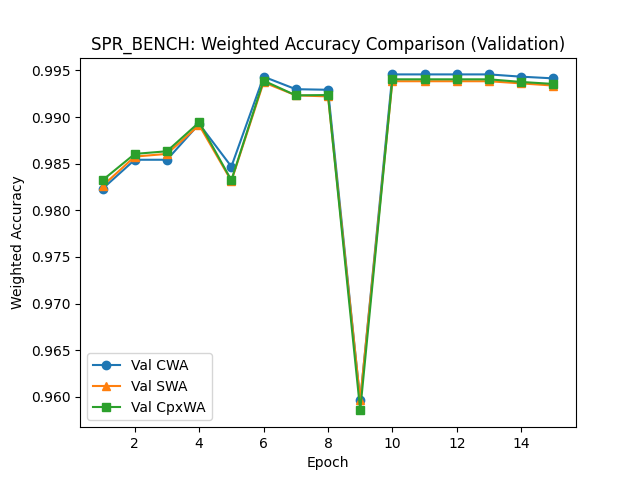 SPR_BENCH: Weighted Accuracy Comparison (Validation)
Weighted Accuracy
0.995
0.990
0.985
0.980
0.975
0.970
0.965
0.960
Val CWA
Val SWA
Val CpxWA
2 4 6 8 10 12 14
Epoch